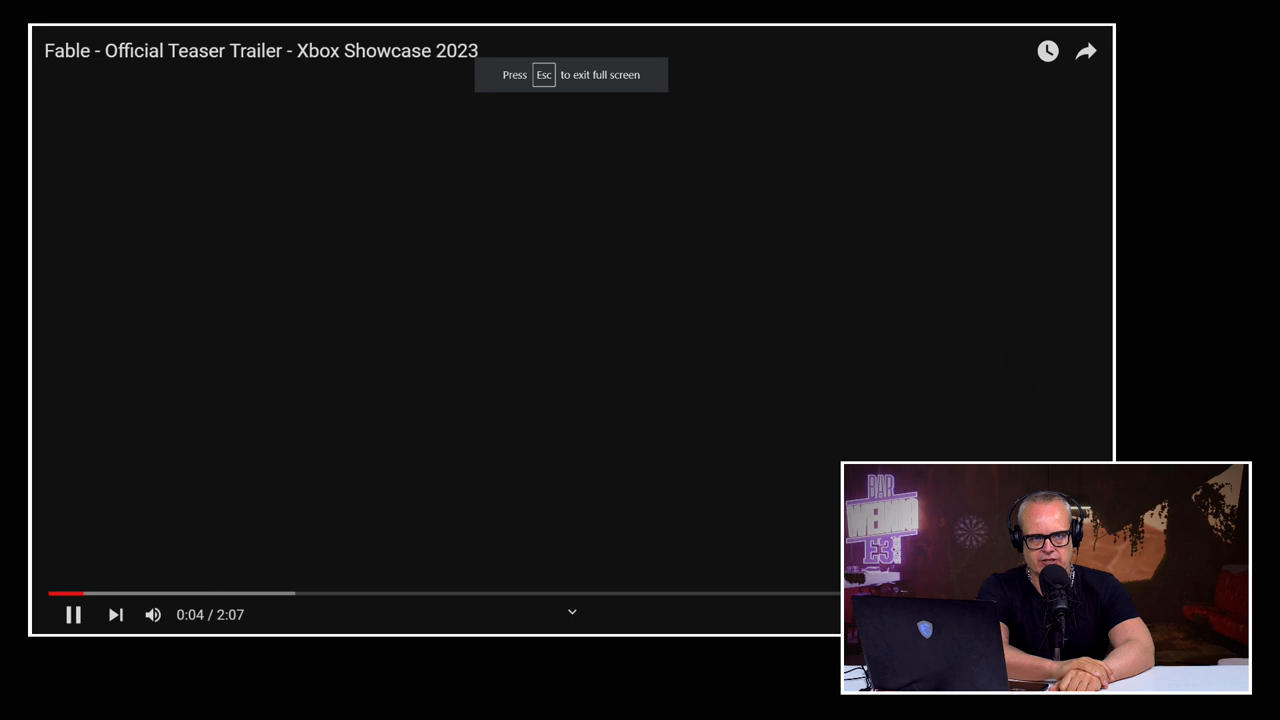 Fable - Official Teaser Trailer - Xbox Showcase 2023
Press Esc to exit full screen
0:04 / 2:07
BAR
WEIRDO
E3